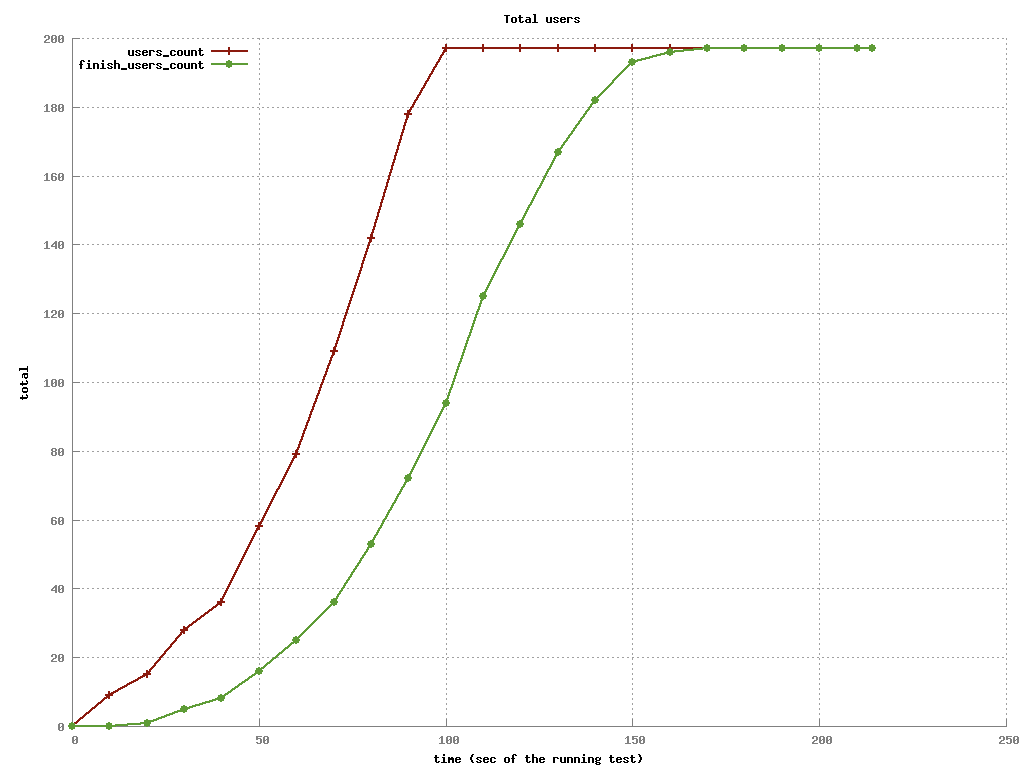 Total users
users_count
finish_users_count
200
180
160
140
120
100
80
60
40
20
0
total
0 50 100 150 200 250
time (sec of the running test)